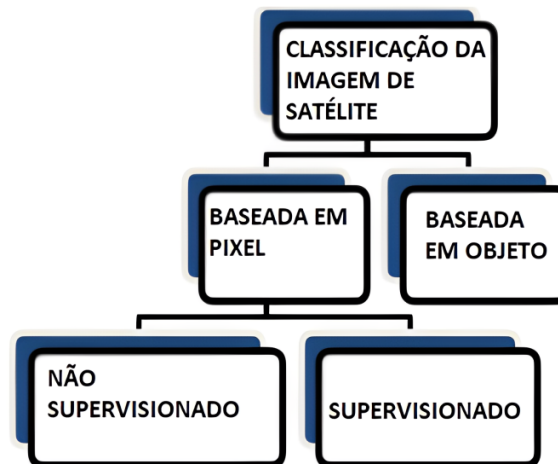 CLASSIFICAÇÃO DA
IMAGEM DE
SATÉLITE
BASEADA EM
PIXEL
BASEADA
EM OBJETO
NÃO
SUPERVISIONADO
SUPERVISIONADO